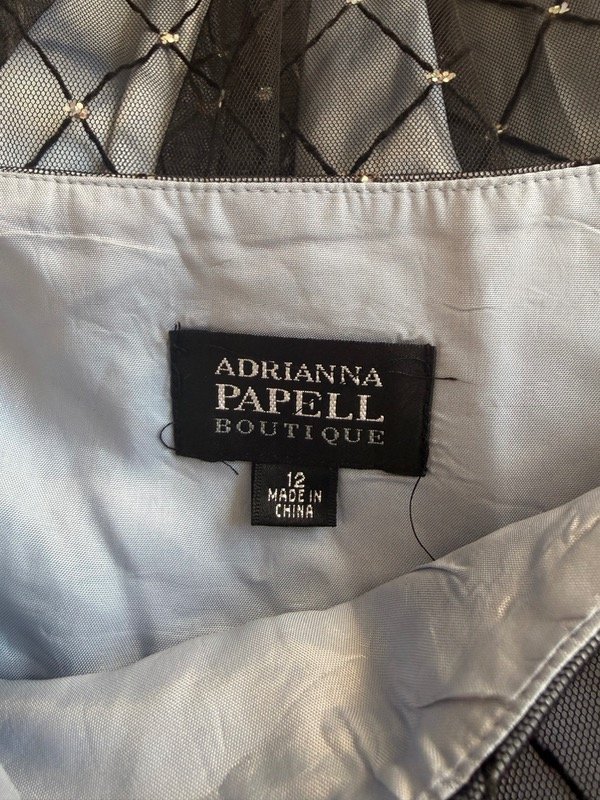 ADRIANNA
PAPELL
BOUTIQUE
12
MADE IN
CHINA